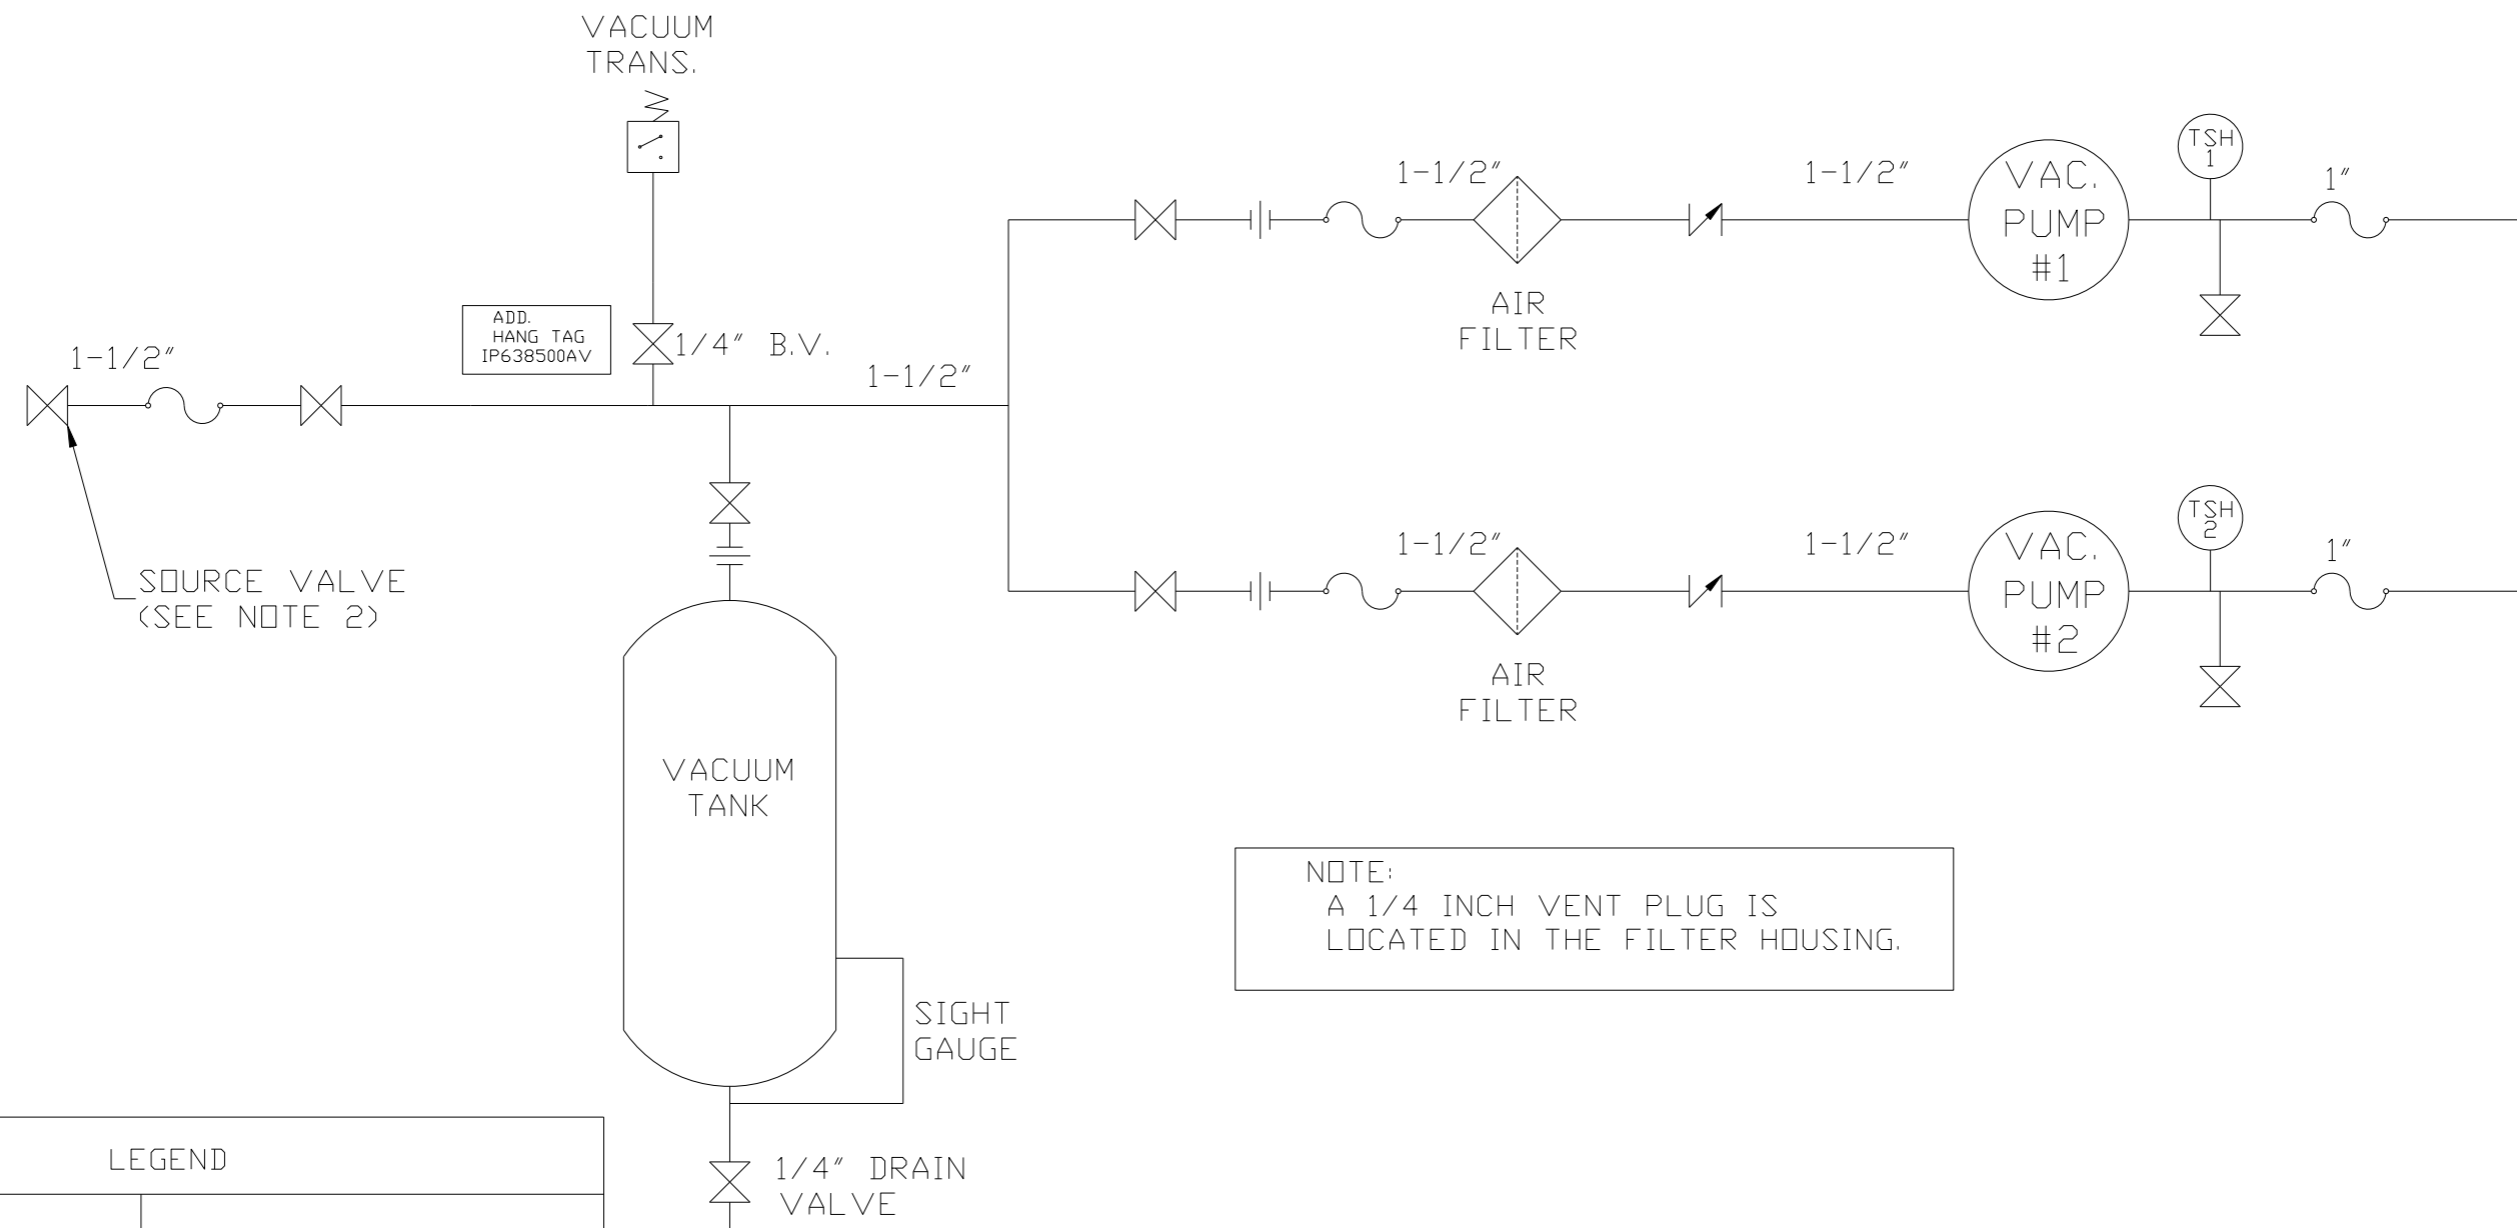 VACUUM
TRANS.
ADD.
HANG TAG
IP638500AV
1/4" B.V.
1-1/2"
1-1/2"
SOURCE VALVE
(SEE NOTE 2)
1-1/2"
AIR
FILTER
1-1/2"
VAC.
PUMP
#1
TSH
1
1"
1-1/2"
AIR
FILTER
1-1/2"
VAC.
PUMP
#2
TSH
2
1"
VACUUM
TANK
SIGHT
GAUGE
NOTE:
A 1/4 INCH VENT PLUG IS
LOCATED IN THE FILTER HOUSING.
LEGEND
1/4" DRAIN
VALVE